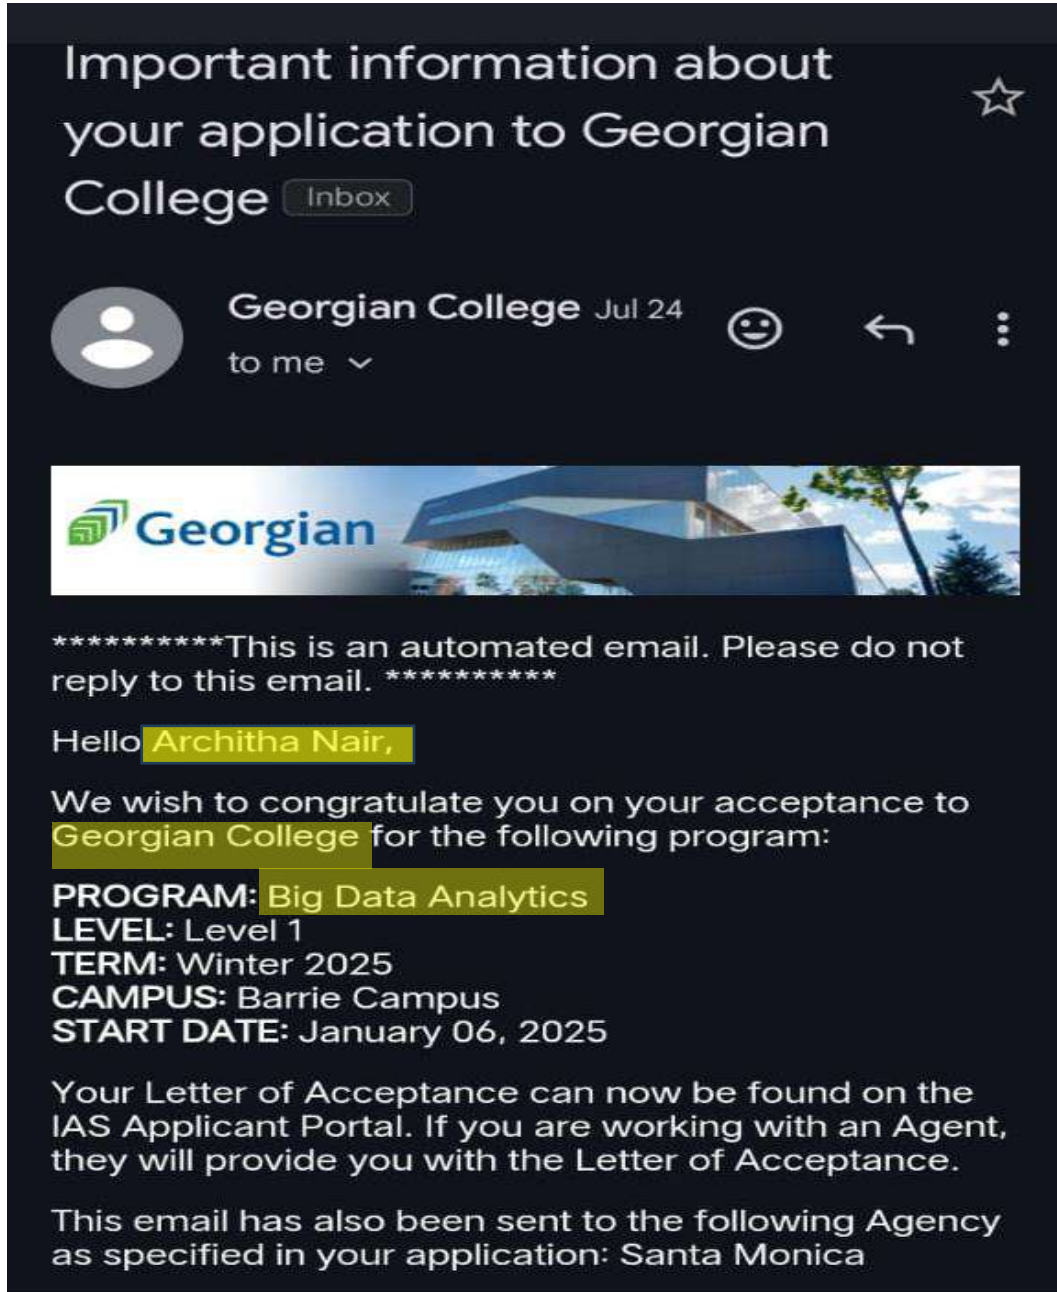 Important information about
your application to Georgian
College Inbox
Georgian College Jul 24
to me
Georgian
**********This is an automated email. Please do not
reply to this email. **********
Hello Architha Nair,
We wish to congratulate you on your acceptance to
Georgian College for the following program:
PROGRAM: Big Data Analytics
LEVEL: Level 1
TERM: Winter 2025
CAMPUS: Barrie Campus
START DATE: January 06, 2025
Your Letter of Acceptance can now be found on the
IAS Applicant Portal. If you are working with an Agent,
they will provide you with the Letter of Acceptance.
This email has also been sent to the following Agency
as specified in your application: Santa Monica